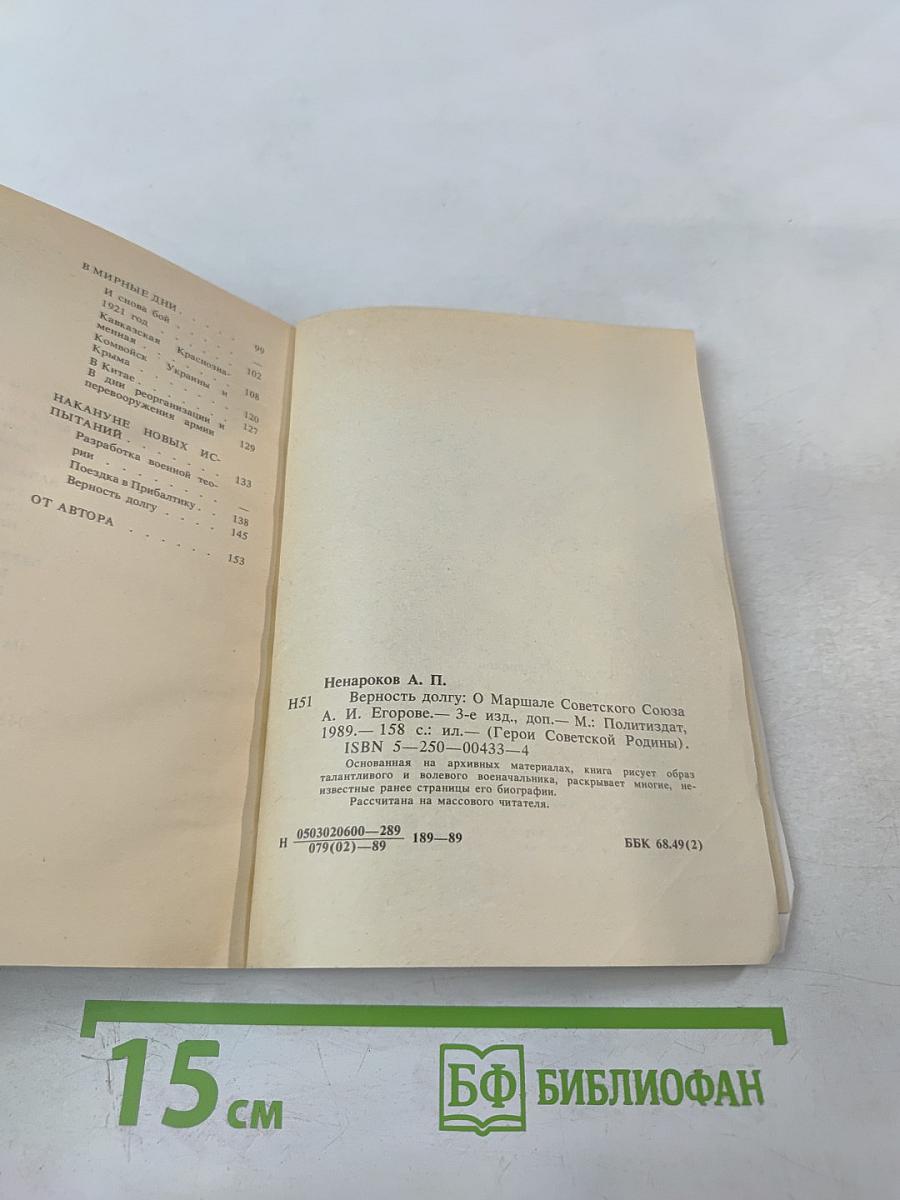 В МИРНЫЕ ДНИ . . . .
И снова бой . . . . . 99
1921 год . . . . . . —
Кавказская Краснозна-
менная . . . . . . 102
Комвойск Украины и
Крыма . . . . . . 108
В Китае . . . . . . 120
В дни реорганизации и 127
перевооружения армии 129
НАКАНУНЕ НОВЫХ ИС-
ПЫТАНИЙ . . . . . . 133
Разработка военной тео-
рии . . . . . . . —
Поездка в Прибалтику . . 138
Верность долгу . . . . 145
ОТ АВТОРА . . . . . . 153
Ненароков А. П.
Н51 Верность долгу: О Маршале Советского Союза
А. И. Егорове.— 3-е изд., доп.— М.: Политиздат,
1989.— 158 с.: ил.— (Герои Советской Родины).
ISBN 5—250—00433—4
Основанная на архивных материалах, книга рисует образ
талантливого и волевого военачальника, раскрывает многие, не-
известные ранее страницы его биографии.
Рассчитана на массового читателя.
Н 0503020600—289 189—89 ББК 68.49(2)
079(02)—89
15 см БФ БИБЛИОФАН